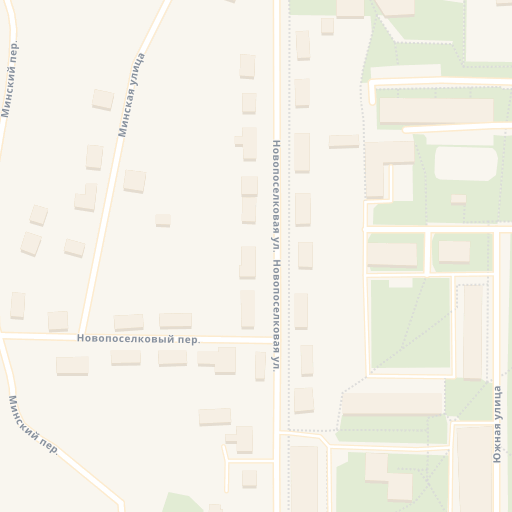 Минский пер.
Минская улица
Новопоселковая ул.
Новопоселковая ул.
Новопоселковый пер.
Минский пер.
Южная улица